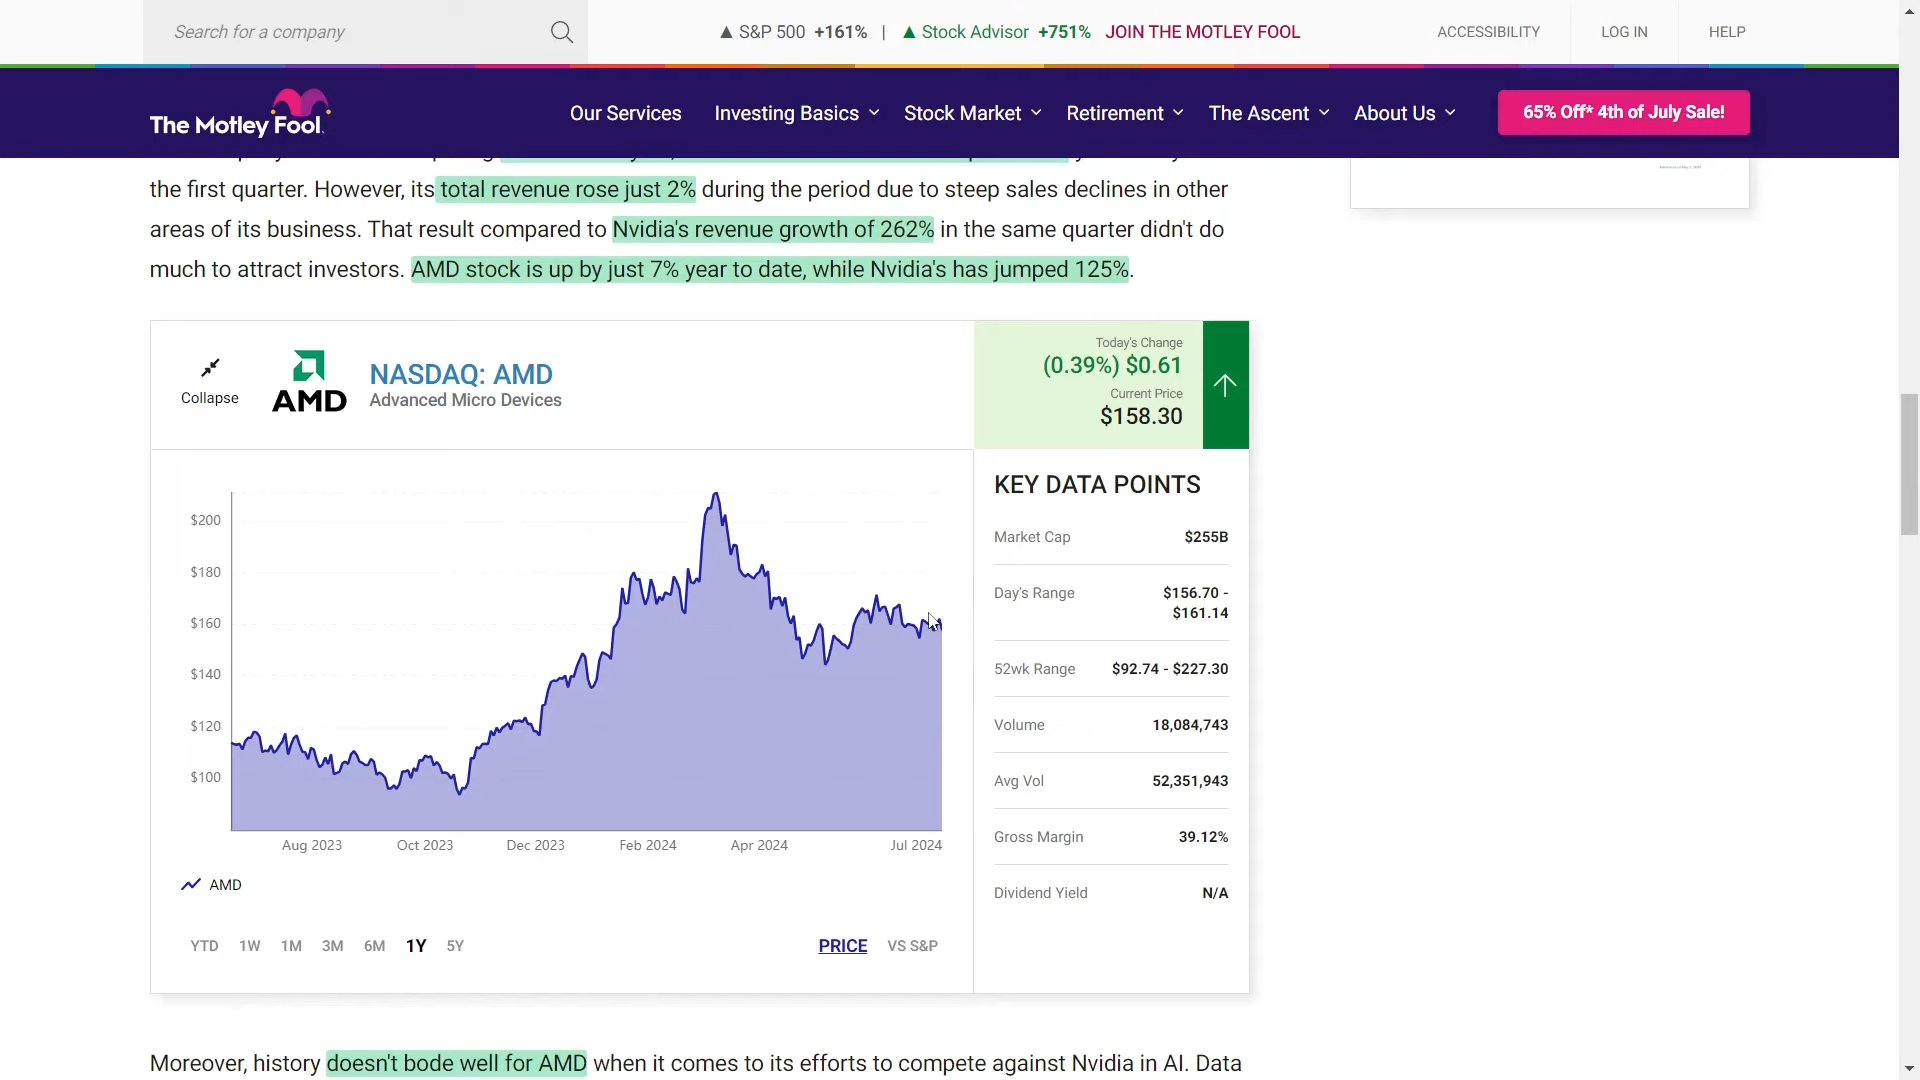 Search for a company
▲ S&P 500 +161% | ▲ Stock Advisor +751% JOIN THE MOTLEY FOOL
ACCESSIBILITY LOG IN HELP
The Motley Fool.
Our Services Investing Basics Stock Market Retirement The Ascent About Us
65% Off* 4th of July Sale!
the first quarter. However, its total revenue rose just 2% during the period due to steep sales declines in other
areas of its business. That result compared to Nvidia's revenue growth of 262% in the same quarter didn't do
much to attract investors. AMD stock is up by just 7% year to date, while Nvidia's has jumped 125%.
Collapse
AMD
NASDAQ: AMD
Advanced Micro Devices
Today's Change
(0.39%) $0.61
Current Price
$158.30
$200
$180
$160
$140
$120
$100
Aug 2023 Oct 2023 Dec 2023 Feb 2024 Apr 2024 Jul 2024
AMD
YTD 1W 1M 3M 6M 1Y 5Y
PRICE VS S&P
KEY DATA POINTS
Market Cap $255B
Day's Range $156.70 -
$161.14
52wk Range $92.74 - $227.30
Volume 18,084,743
Avg Vol 52,351,943
Gross Margin 39.12%
Dividend Yield N/A
Moreover, history doesn't bode well for AMD when it comes to its efforts to compete against Nvidia in AI. Data